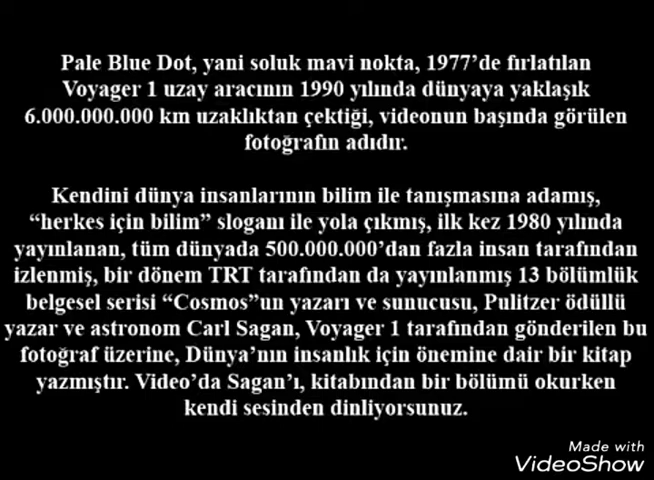 Pale Blue Dot, yani soluk mavi nokta, 1977’de fırlatılan
Voyager 1 uzay aracının 1990 yılında dünyaya yaklaşık
6.000.000.000 km uzaklıktan çektiği, videonun başında görülen
fotoğrafın adıdır.
Kendini dünya insanlarının bilim ile tanışmasına adamış,
“herkes için bilim” sloganı ile yola çıkmış, ilk kez 1980 yılında
yayınlanan, tüm dünyada 500.000.000’dan fazla insan tarafından
izlenmiş, bir dönem TRT tarafından da yayınlanmış 13 bölümlük
belgesel serisi “Cosmos”un yazarı ve sunucusu, Pulitzer ödüllü
yazar ve astronom Carl Sagan, Voyager 1 tarafından gönderilen bu
fotoğraf üzerine, Dünya’nın insanlık için önemine dair bir kitap
yazmıştır. Video’da Sagan’ı, kitabından bir bölümü okurken
kendi sesinden dinliyorsunuz.
Made with
VideoShow